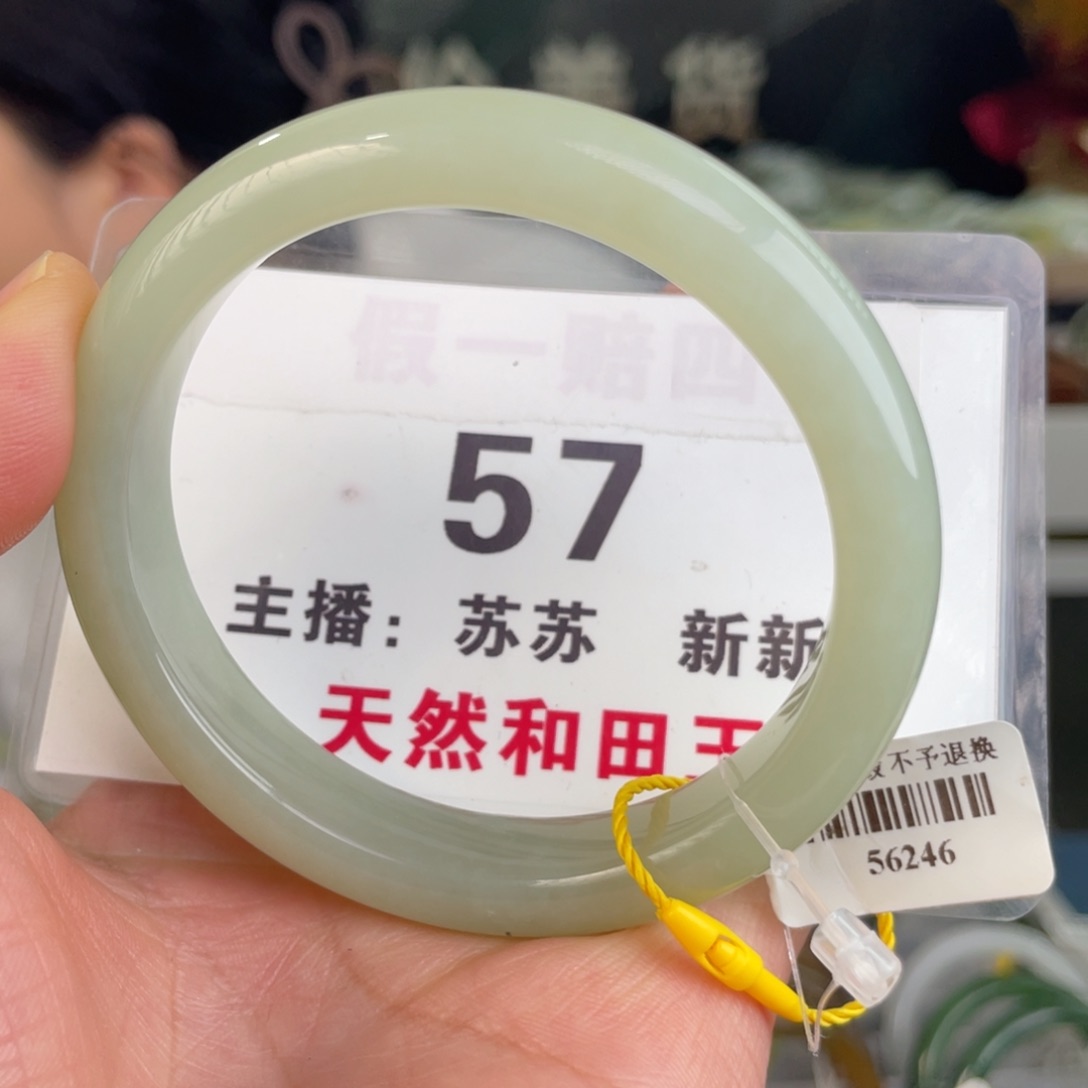 假一赔四
57
主播： 苏苏 新新
天然和田玉
不予退换
56246